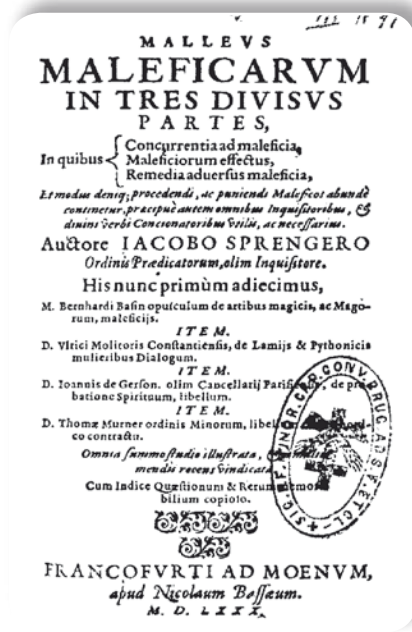 MALLEVS
MALEFICARVM
IN TRES DIVISVS
PARTES,
In quibus
Concurrentia ad maleficia,
Maleficiorum effectus,
Remedia aduersus maleficia,
Et modus deniq; procedendi, ac puniendi Maleficos abundè
continetur, præcipuè autem omnibus Inquisitoribus, &
diuini verbi Concionatoribus vtilis, ac necessarius.
Auctore IACOBO SPRENGERO
Ordinis Prædicatorum, olim Inquisitore.
His nunc primùm adiecimus,
M. Bernhardi Basin opusculum de artibus magicis, ac Mago-
rum, maleficijs.
ITEM.
D. Vlrici Molitoris Constantiensis, de Lamijs & Pythonicis
mulieribus Dialogum.
ITEM.
D. Ioannis de Gerson. olim Cancellarij de pro
batione Spirituum, libellum.
ITEM.
D. Thomæ Murner ordinis Minorum,
co contractu.
Omnia summo studio illustrata,
mendis recens vindicata
Cum Indice Quæstionum & Rerum memora
bilium copioso.
FRANCOFVRTI AD MOENVM,
apud Nicolaum Bassæum.
M. D. LXXX.